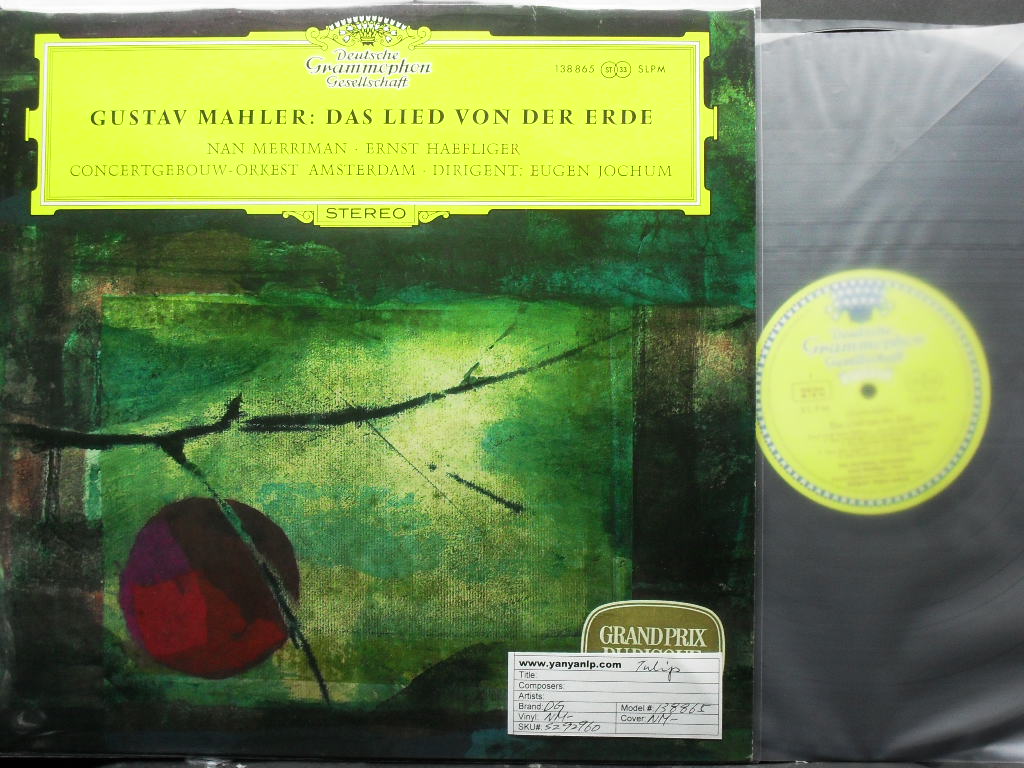 Deutsche
Grammophon
Gesellschaft
138865 ST 33 SLPM
GUSTAV MAHLER: DAS LIED VON DER ERDE
NAN MERRIMAN · ERNST HAEFLIGER
CONCERTGEBOUW-ORKEST AMSTERDAM · DIRIGENT: EUGEN JOCHUM
STEREO
Deutsche
Grammophon
Gesellschaft
SLPM
GRAND PRIX
www.yanyanlp.com Tulip
Title:
Composers:
Artists:
Brand: DG Model #: 138865
Vinyl: NM- Cover: NM-
SKU#: 5292960